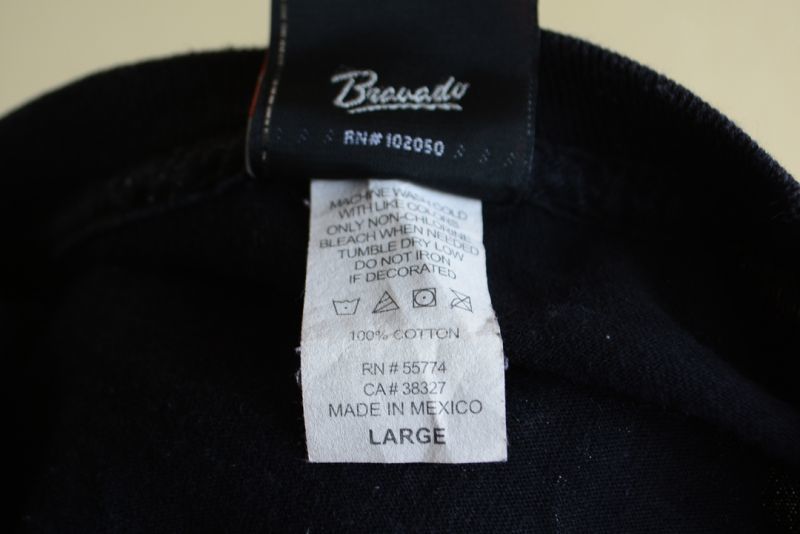 Bravado
RN# 102050
MACHINE WASH COLD
WITH LIKE COLORS
ONLY NON-CHLORINE
BLEACH WHEN NEEDED
TUMBLE DRY LOW
DO NOT IRON
IF DECORATED
100% COTTON
RN # 55774
CA # 38327
MADE IN MEXICO
LARGE